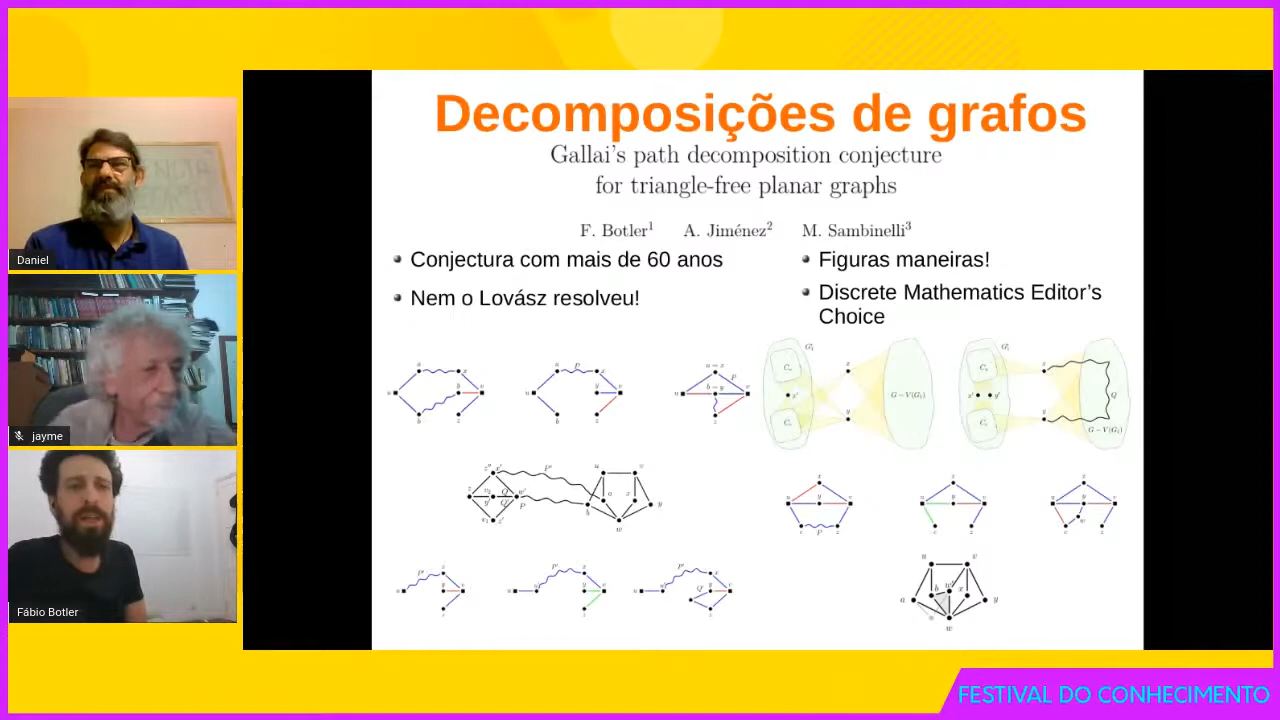 Decomposições de grafos
Gallai's path decomposition conjecture
for triangle-free planar graphs
F. Botler¹ A. Jiménez² M. Sambinelli³
Conjectura com mais de 60 anos
Nem o Lovász resolveu!
Figuras maneiras!
Discrete Mathematics Editor's
Choice
Daniel
jayme
Fábio Botler
FESTIVAL DO CONHECIMENTO